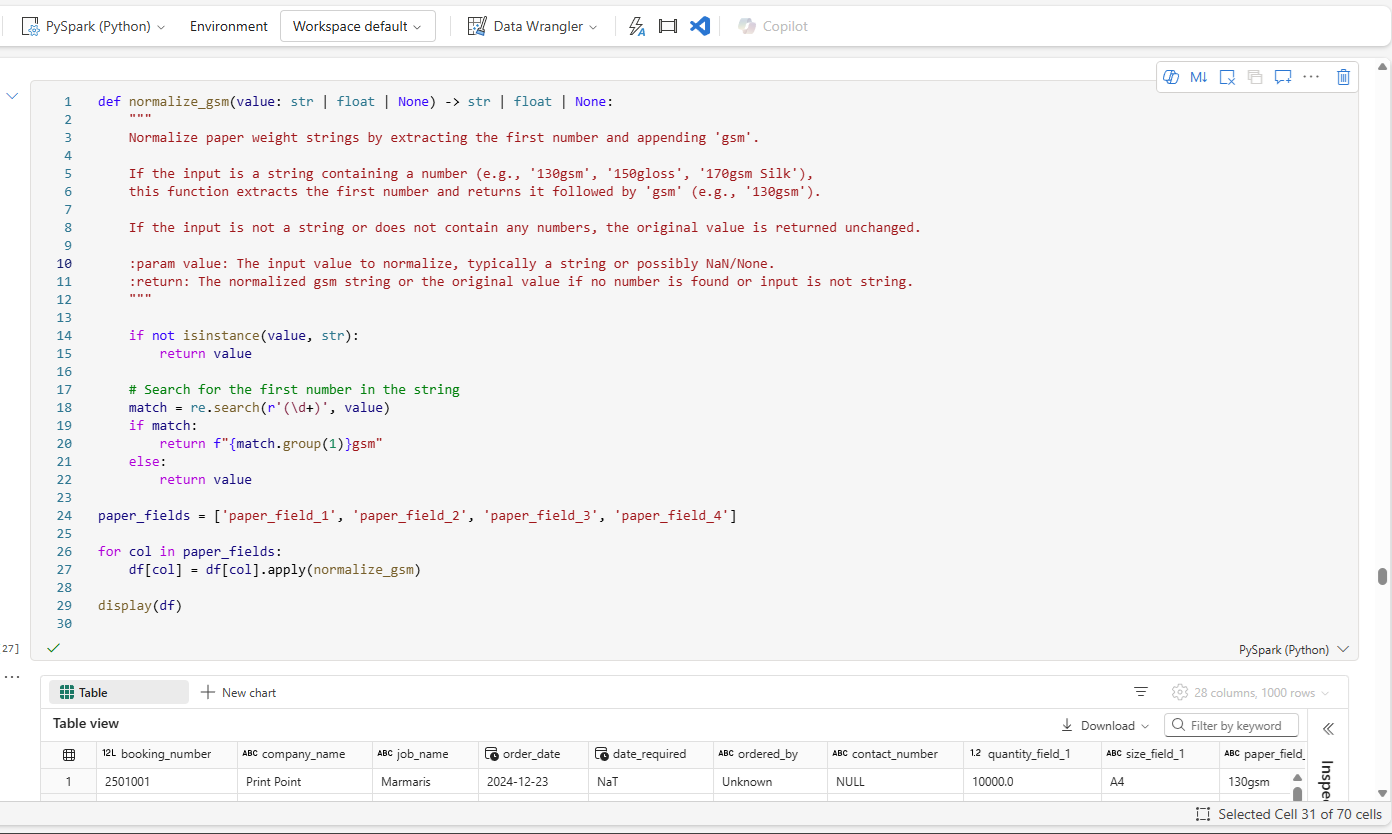 PySpark (Python) Environment Workspace default Data Wrangler Copilot
M↓ ...
1 def normalize_gsm(value: str | float | None) -> str | float | None:
2 """
3 Normalize paper weight strings by extracting the first number and appending 'gsm'.
4
5 If the input is a string containing a number (e.g., '130gsm', '150gloss', '170gsm Silk'),
6 this function extracts the first number and returns it followed by 'gsm' (e.g., '130gsm').
7
8 If the input is not a string or does not contain any numbers, the original value is returned unchanged.
9
10 :param value: The input value to normalize, typically a string or possibly NaN/None.
11 :return: The normalized gsm string or the original value if no number is found or input is not string.
12 """
13
14 if not isinstance(value, str):
15 return value
16
17 # Search for the first number in the string
18 match = re.search(r'(\d+)', value)
19 if match:
20 return f"{match.group(1)}gsm"
21 else:
22 return value
23
24 paper_fields = ['paper_field_1', 'paper_field_2', 'paper_field_3', 'paper_field_4']
25
26 for col in paper_fields:
27 df[col] = df[col].apply(normalize_gsm)
28
29 display(df)
30
27] PySpark (Python)
...
Table New chart 28 columns, 1000 rows
Table view Download Filter by keyword
12L booking_number ABC company_name ABC job_name order_date date_required ABC ordered_by ABC contact_number 1.2 quantity_field_1 ABC size_field_1 ABC paper_field_
1 2501001 Print Point Marmaris 2024-12-23 NaT Unknown NULL 10000.0 A4 130gsm
Inspec
Selected Cell 31 of 70 cells